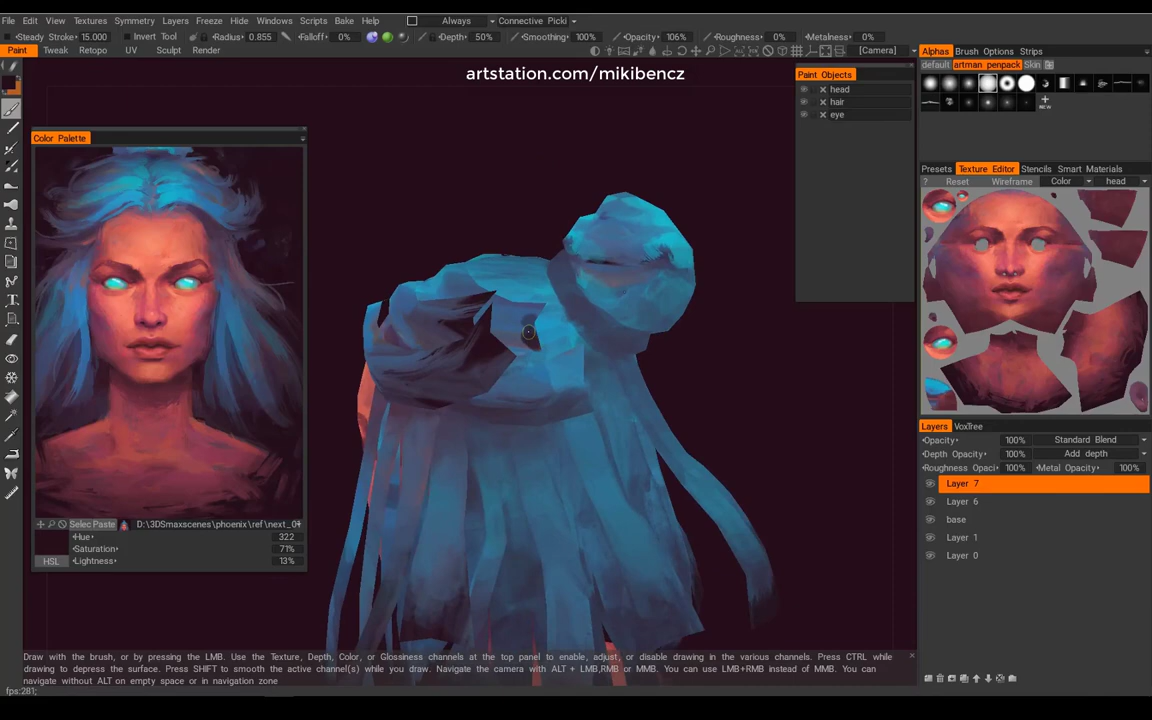 File Edit View Textures Symmetry Layers Freeze Hide Windows Scripts Bake Help Always Connective Picki
Steady Stroke 15.000 Invert Tool Radius 0.855 Falloff 0% Depth 50% Smoothing 100% Opacity 106% Roughness 0% Metalness 0%
Paint Tweak Retopo UV Sculpt Render [Camera]
artstation.com/mikibencz
Paint Objects
head
hair
eye
Alphas Brush Options Strips
default artman penpack Skin
NEW
Color Palette
Presets Texture Editor Stencils Smart Materials
? Reset Wireframe Color head
Layers VoxTree
Opacity 100% Standard Blend
Depth Opacity 100% Add depth
Roughness Opaci 100% Metal Opacity 100%
Layer 7
Layer 6
base
Layer 1
Layer 0
Selec Paste D:\3DSmaxscenes\phoenix\ref\next_0
Hue 322
Saturation 71%
HSL Lightness 13%
Draw with the brush, or by pressing the LMB. Use the Texture, Depth, Color, or Glossiness channels at the top panel to enable, adjust, or disable drawing in the various channels. Press CTRL while
drawing to depress the surface. Press SHIFT to smooth the active channel(s) while you draw. Navigate the camera with ALT + LMB,RMB or MMB. You can use LMB+RMB instead of MMB. You can
navigate without ALT on empty space or in navigation zone
fps:281;